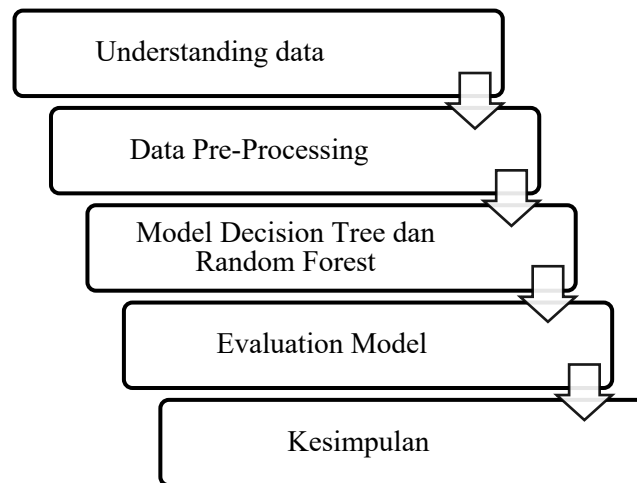 Understanding data
Data Pre-Processing
Model Decision Tree dan
Random Forest
Evaluation Model
Kesimpulan